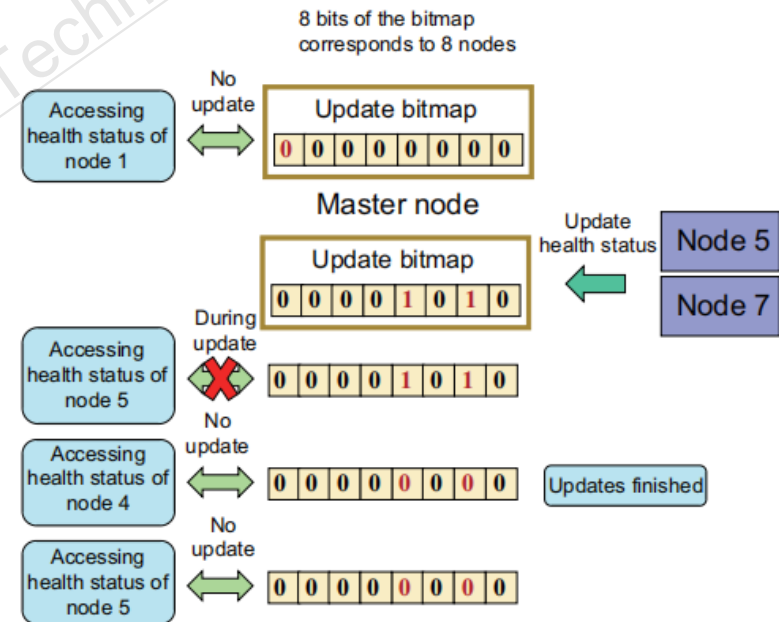 Techn
8 bits of the bitmap
corresponds to 8 nodes
Accessing
health status of
node 1
No
update
Update bitmap
0 0 0 0 0 0 0 0
Master node
Update bitmap
0 0 0 0 1 0 1 0
Update
health status
Node 5
Node 7
Accessing
health status of
node 5
During
update
0 0 0 0 1 0 1 0
Accessing
health status of
node 4
No
update
0 0 0 0 0 0 0 0
Updates finished
Accessing
health status of
node 5
No
update
0 0 0 0 0 0 0 0